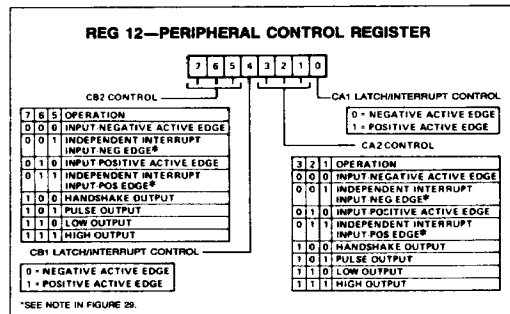 REG 12—PERIPHERAL CONTROL REGISTER
7 6 5 4 3 2 1 0
CB2 CONTROL
7 6 5 OPERATION
0 0 0 INPUT-NEGATIVE ACTIVE EDGE
0 0 1 INDEPENDENT INTERRUPT
INPUT-NEG EDGE*
0 1 0 INPUT-POSITIVE ACTIVE EDGE
0 1 1 INDEPENDENT INTERRUPT
INPUT-POS EDGE*
1 0 0 HANDSHAKE OUTPUT
1 0 1 PULSE OUTPUT
1 1 0 LOW OUTPUT
1 1 1 HIGH OUTPUT
CB1 LATCH/INTERRUPT CONTROL
0 = NEGATIVE ACTIVE EDGE
1 = POSITIVE ACTIVE EDGE
*SEE NOTE IN FIGURE 29.
CA1 LATCH/INTERRUPT CONTROL
0 = NEGATIVE ACTIVE EDGE
1 = POSITIVE ACTIVE EDGE
CA2 CONTROL
3 2 1 OPERATION
0 0 0 INPUT-NEGATIVE ACTIVE EDGE
0 0 1 INDEPENDENT INTERRUPT
INPUT-NEG EDGE*
0 1 0 INPUT-POSITIVE ACTIVE EDGE
0 1 1 INDEPENDENT INTERRUPT
INPUT-POS EDGE*
1 0 0 HANDSHAKE OUTPUT
1 0 1 PULSE OUTPUT
1 1 0 LOW OUTPUT
1 1 1 HIGH OUTPUT